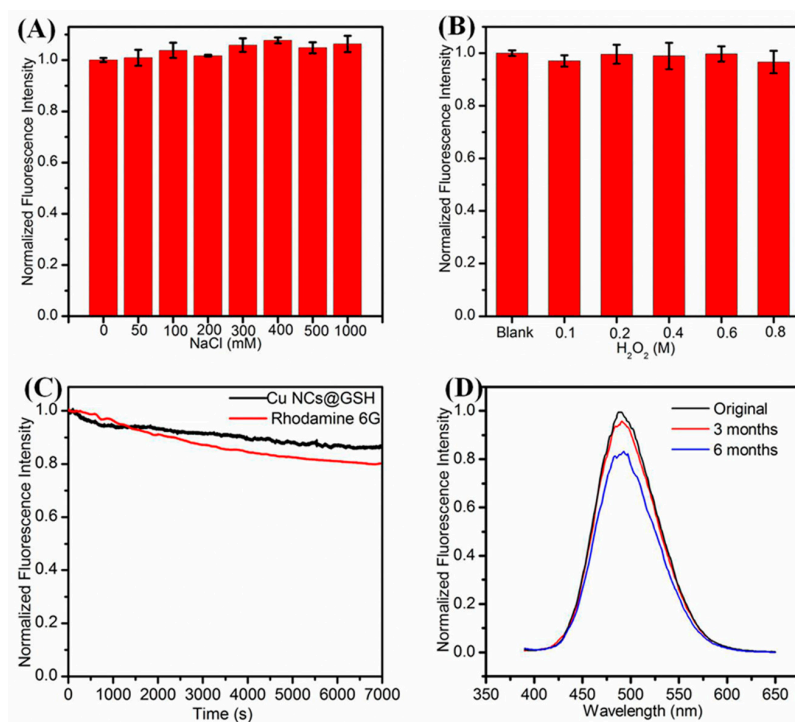 (A)
Normalized Fluorescence Intensity
1.2
1.0
0.8
0.6
0.4
0.2
0.0
0 50 100 200 300 400 500 1000
NaCl (mM)
(B)
Normalized Fluorescence Intensity
1.0
0.8
0.6
0.4
0.2
0.0
Blank 0.1 0.2 0.4 0.6 0.8
H₂O₂ (M)
(C)
Normalized Fluorescence Intensity
1.0
0.8
0.6
0.4
0.2
0.0
Cu NCs@GSH
Rhodamine 6G
0 1000 2000 3000 4000 5000 6000 7000
Time (s)
(D)
Normalized Fluorescence Intensity
1.0
0.8
0.6
0.4
0.2
0.0
Original
3 months
6 months
350 400 450 500 550 600 650
Wavelength (nm)